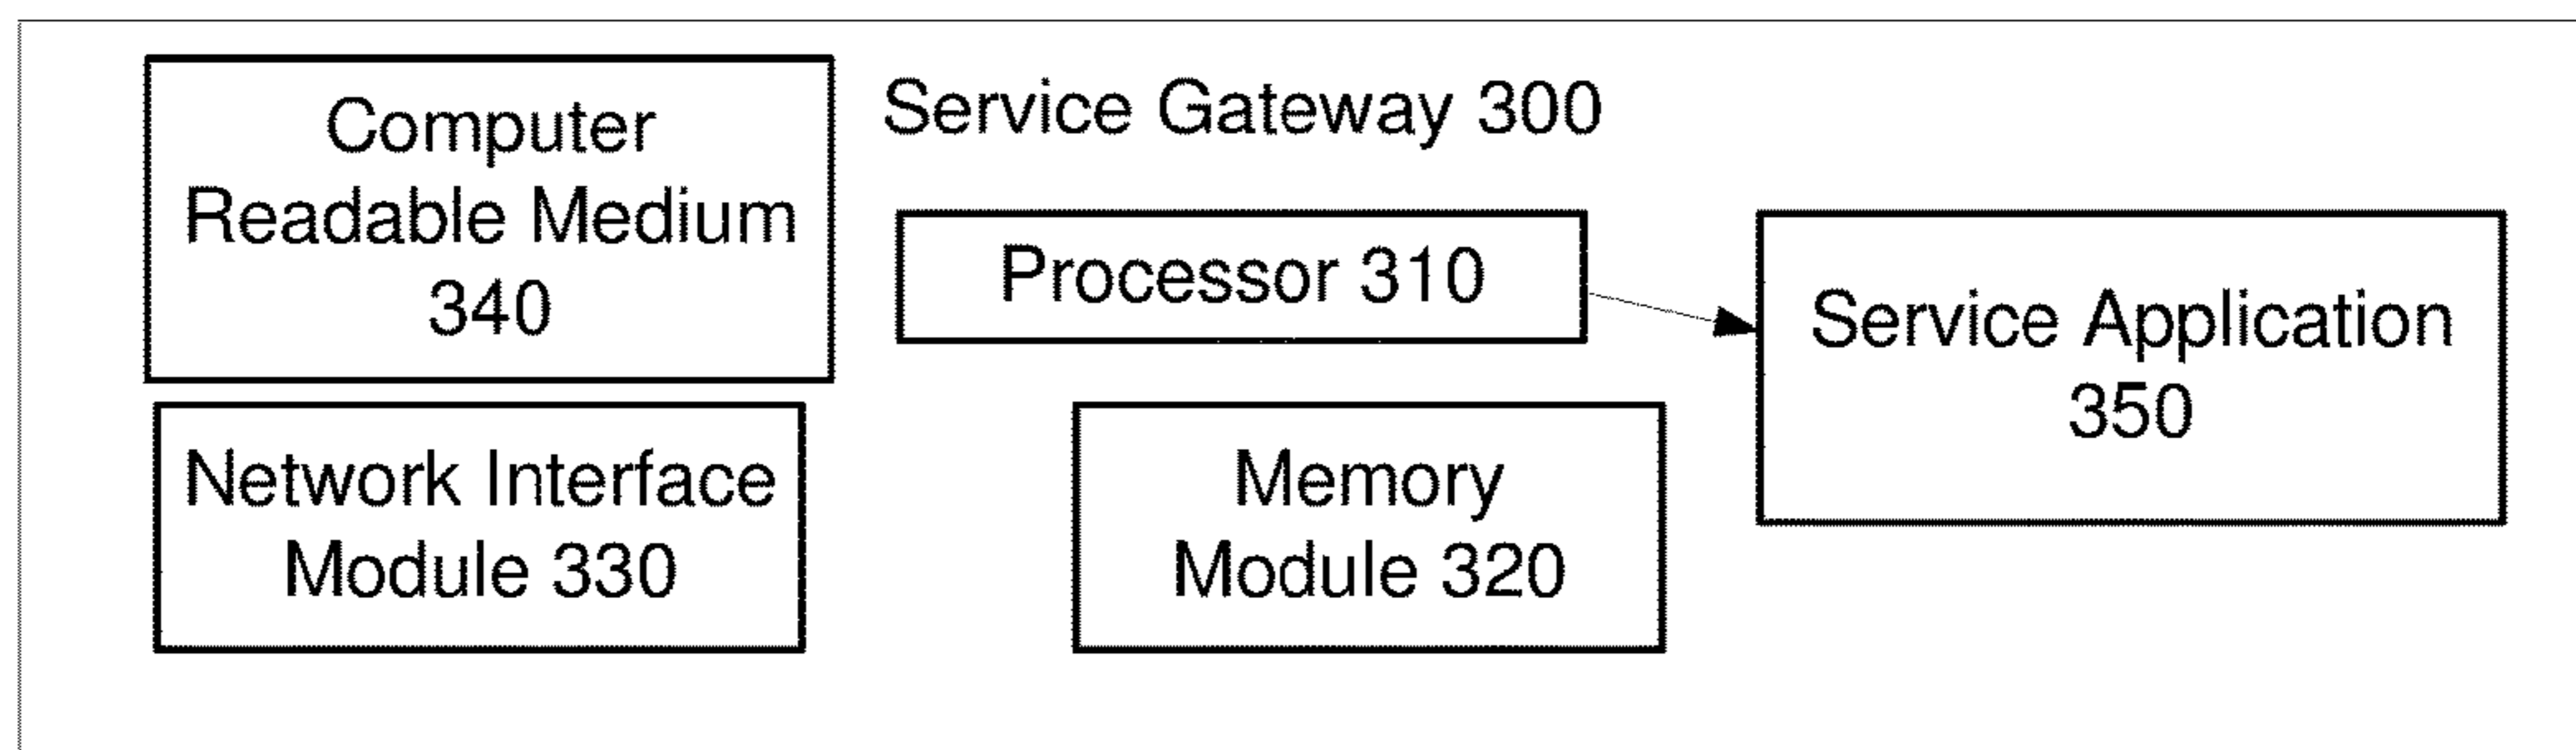 Service Gateway 300
Computer
Readable Medium
340
Processor 310
Service Application
350
Network Interface
Module 330
Memory
Module 320